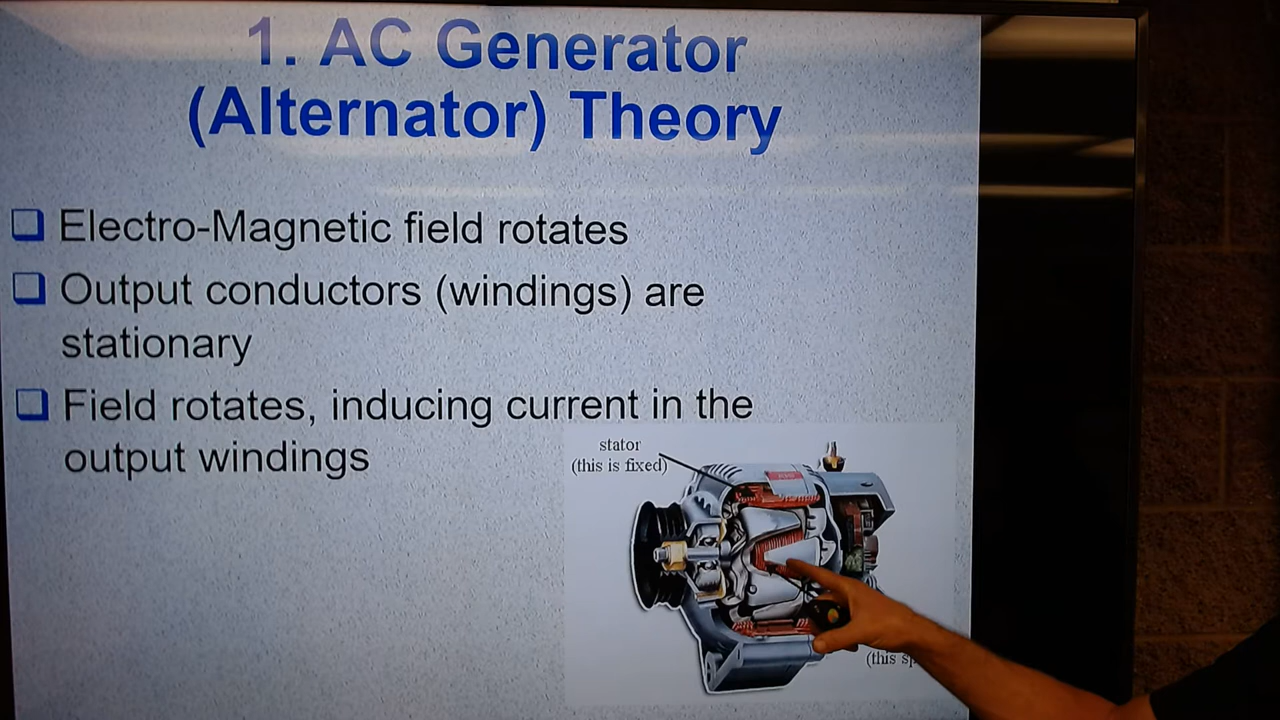 1. AC Generator
(Alternator) Theory
Electro-Magnetic field rotates
Output conductors (windings) are
stationary
Field rotates, inducing current in the
output windings
stator
(this is fixed)
(this